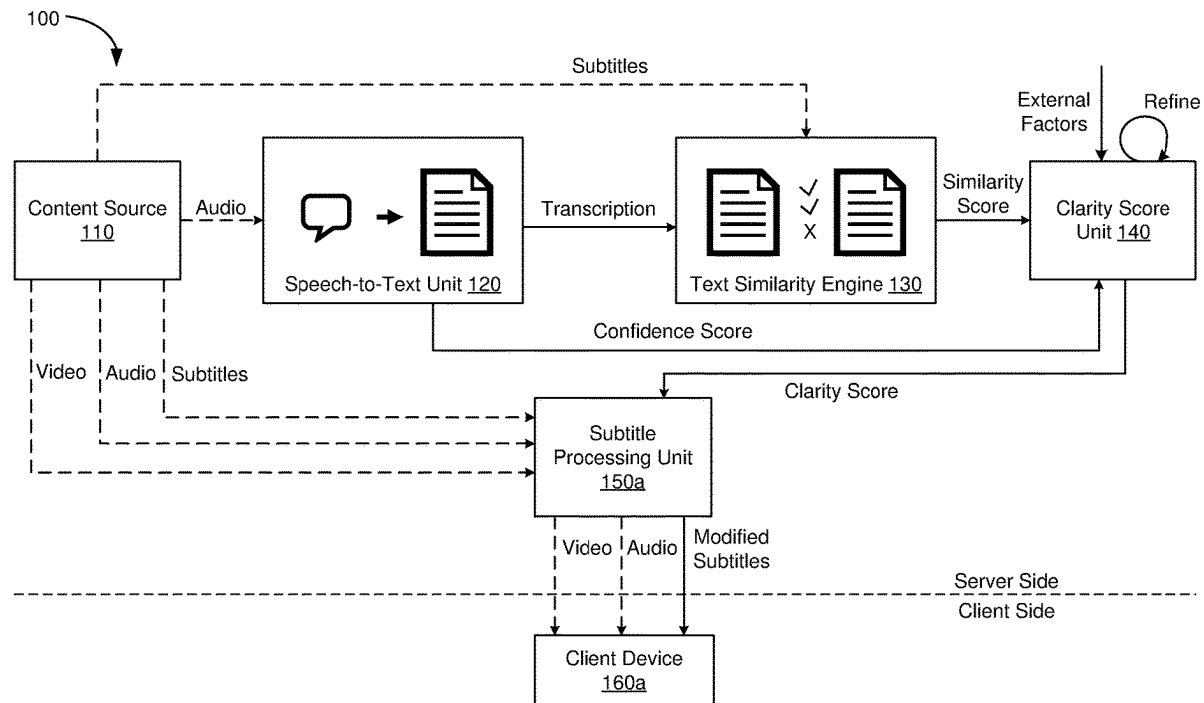 100
Subtitles
External
Factors
Refine
Content Source
110
Audio
Speech-to-Text Unit 120
Transcription
X
Text Similarity Engine 130
Similarity
Score
Clarity Score
Unit 140
Confidence Score
Video
Audio
Subtitles
Clarity Score
Subtitle
Processing Unit
150a
Video
Audio
Modified
Subtitles
Server Side
Client Side
Client Device
160a